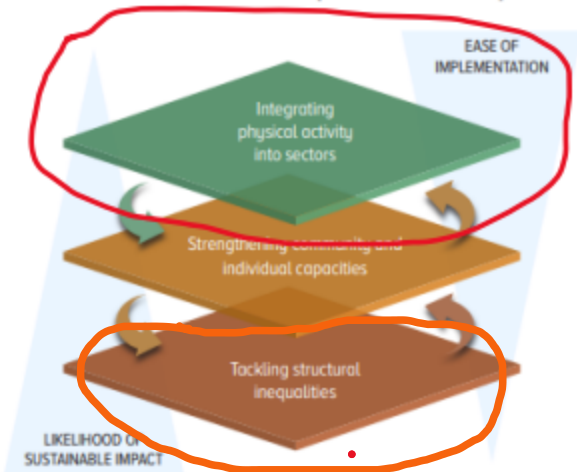 EASE OF
IMPLEMENTATION
Integrating
physical activity
into sectors
Strengthening community and
individual capacities
Tackling structural
inequalities
LIKELIHOOD OF
SUSTAINABLE IMPACT